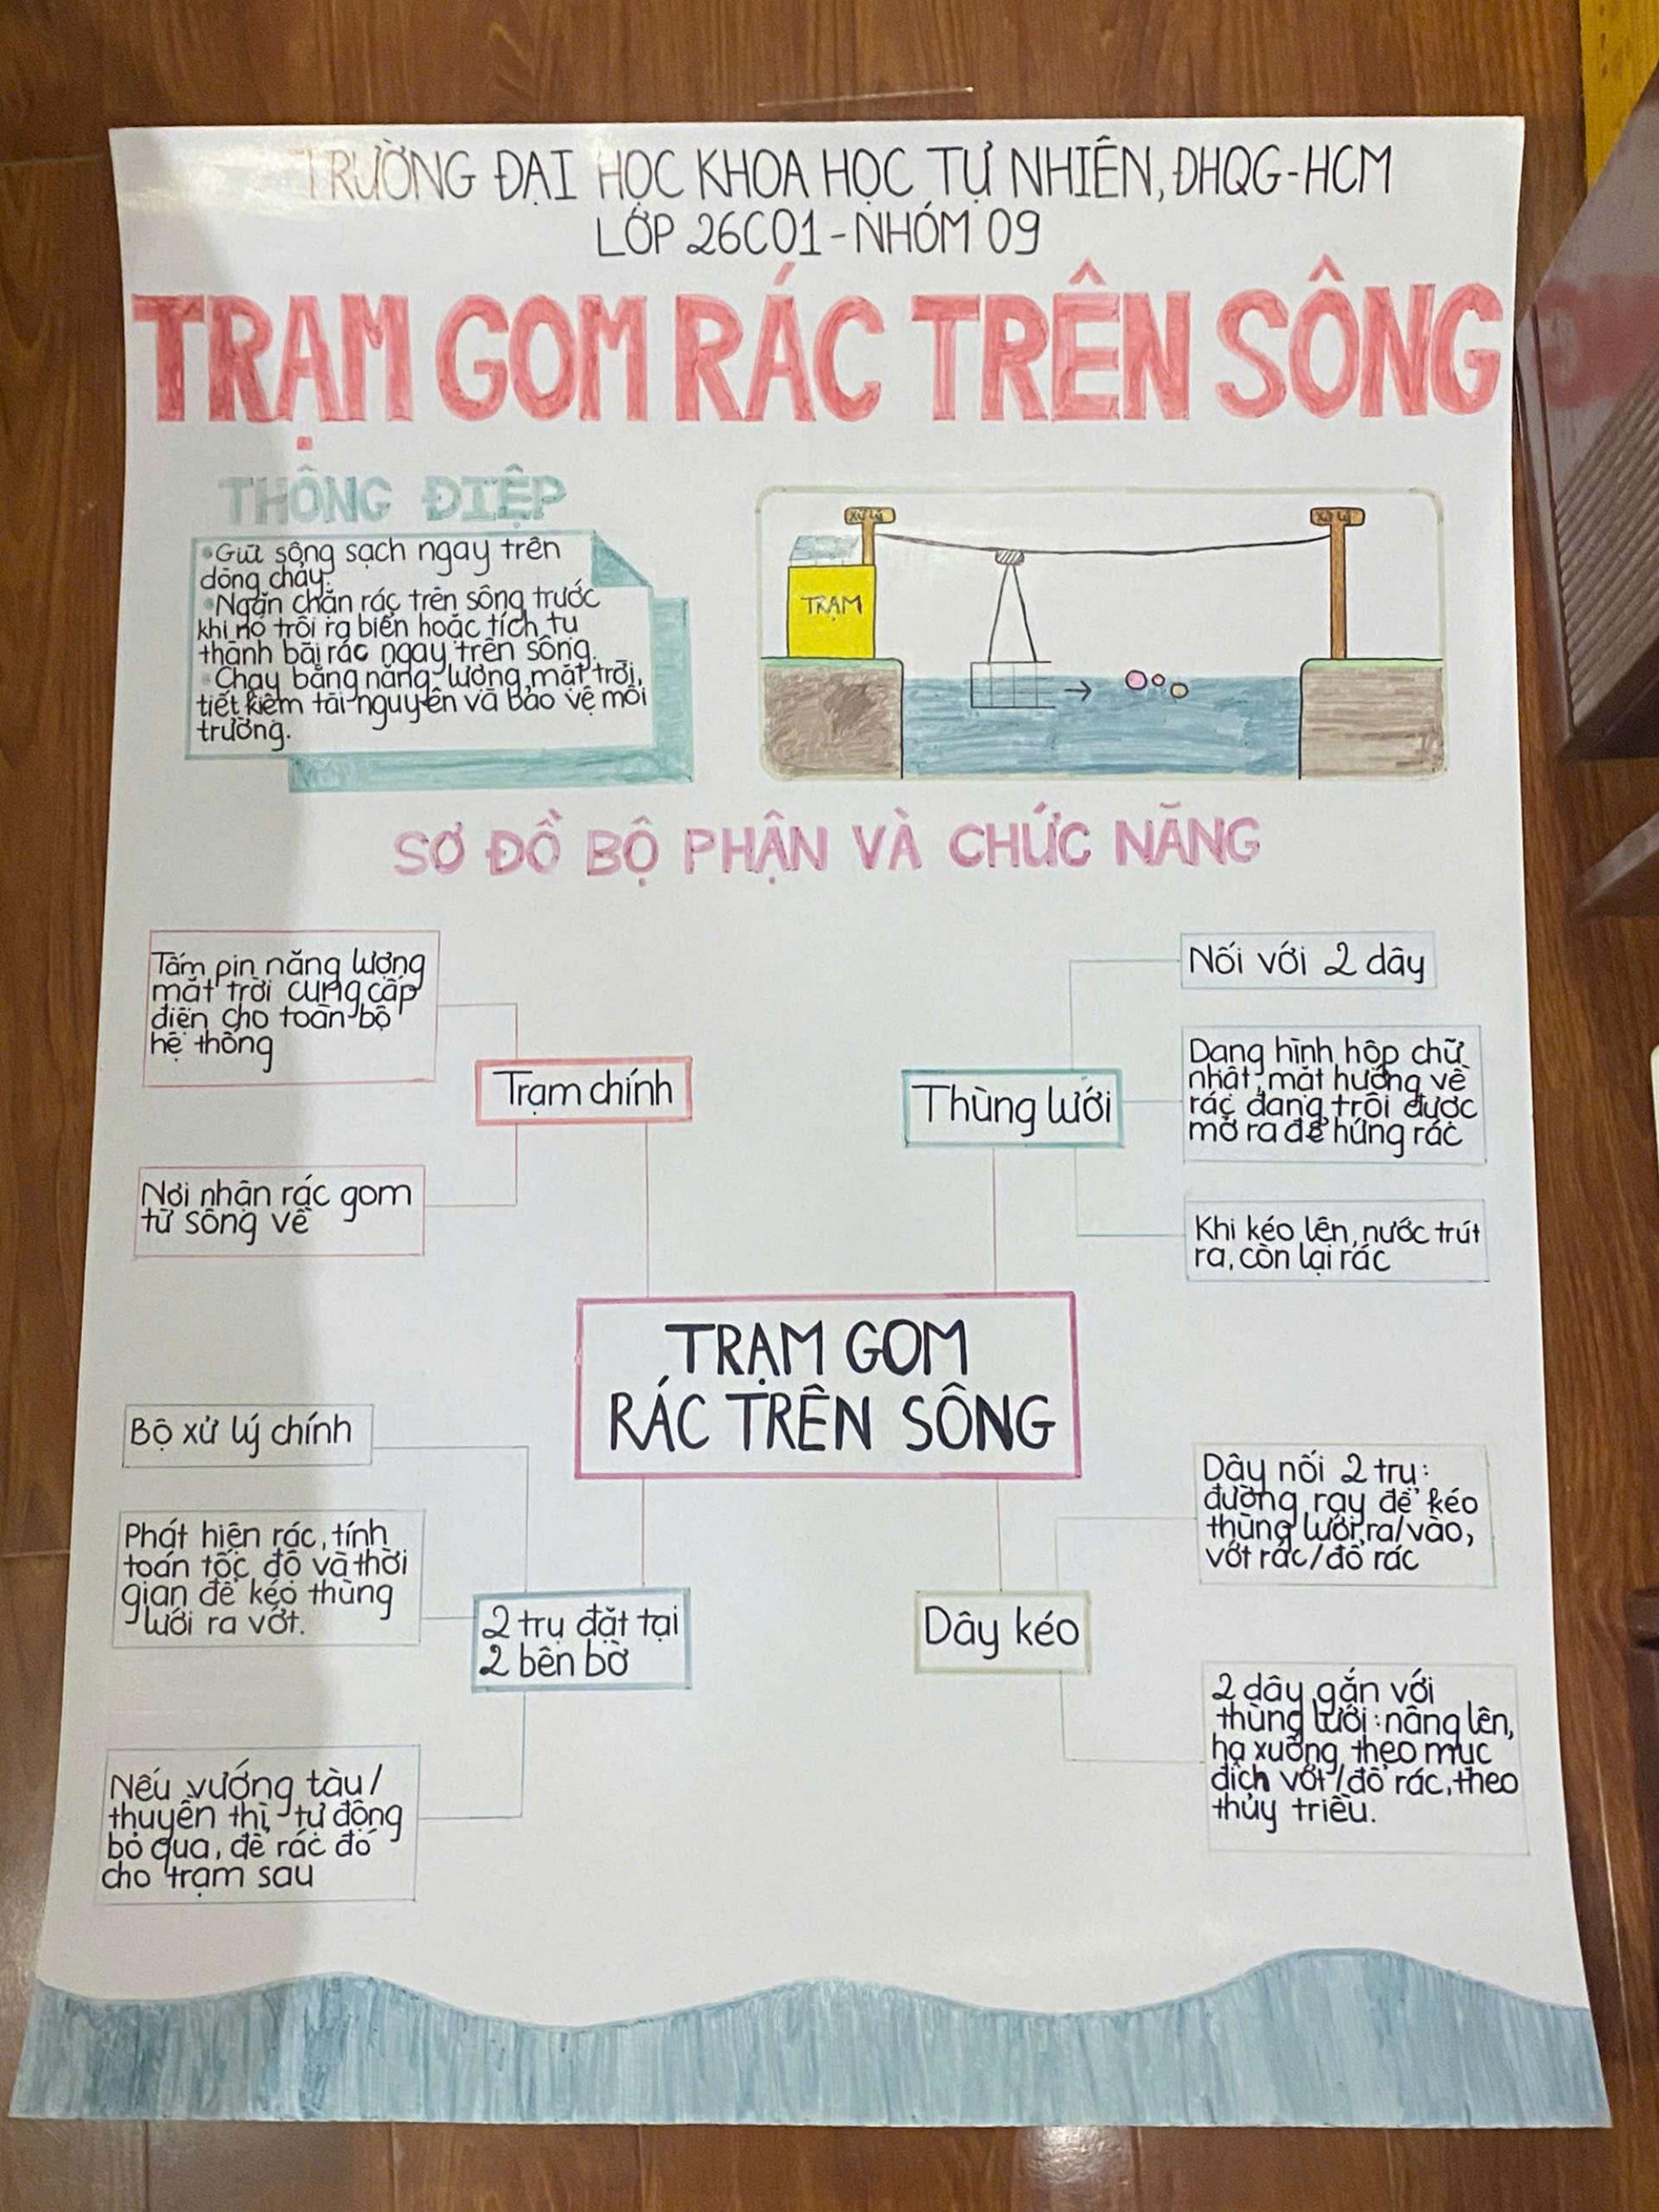 TRƯỜNG ĐẠI HỌC KHOA HỌC TỰ NHIÊN, ĐHQG-HCM
LỚP 26C01-NHÓM 09
TRẠM GOM RÁC TRÊN SÔNG
THÔNG ĐIỆP
Giữ sông sạch ngay trên
dòng chảy.
Ngăn chặn rác trên sông trước
khi nó trôi ra biển hoặc tích tụ
thành bãi rác ngay trên sông.
Chạy bằng năng lượng mặt trời,
tiết kiệm tài nguyên và bảo vệ môi
trường.
Xử lý
Xử lý
TRẠM
SƠ ĐỒ BỘ PHẬN VÀ CHỨC NĂNG
Tấm pin năng lượng
mặt trời cung cấp
điện cho toàn bộ
hệ thống
Trạm chính
Nơi nhận rác gom
từ sông về
Nối với 2 dây
Thùng lưới
Dạng hình hộp chữ
nhật, mặt hướng về
rác đang trôi được
mở ra để hứng rác
Khi kéo lên, nước trút
ra, còn lại rác
TRẠM GOM
RÁC TRÊN SÔNG
Bộ xử lý chính
Phát hiện rác, tính
toán tốc độ và thời
gian để kéo thùng
lưới ra vớt.
2 trụ đặt tại
2 bên bờ
Nếu vướng tàu/
thuyền thì tự động
bỏ qua, để rác đó
cho trạm sau
Dây nối 2 trụ:
đường ray để kéo
thùng lưới ra/vào,
vớt rác/đổ rác
Dây kéo
2 dây gắn với
thùng lưới: nâng lên,
hạ xuống theo mục
đích vớt/đổ rác, theo
thủy triều.